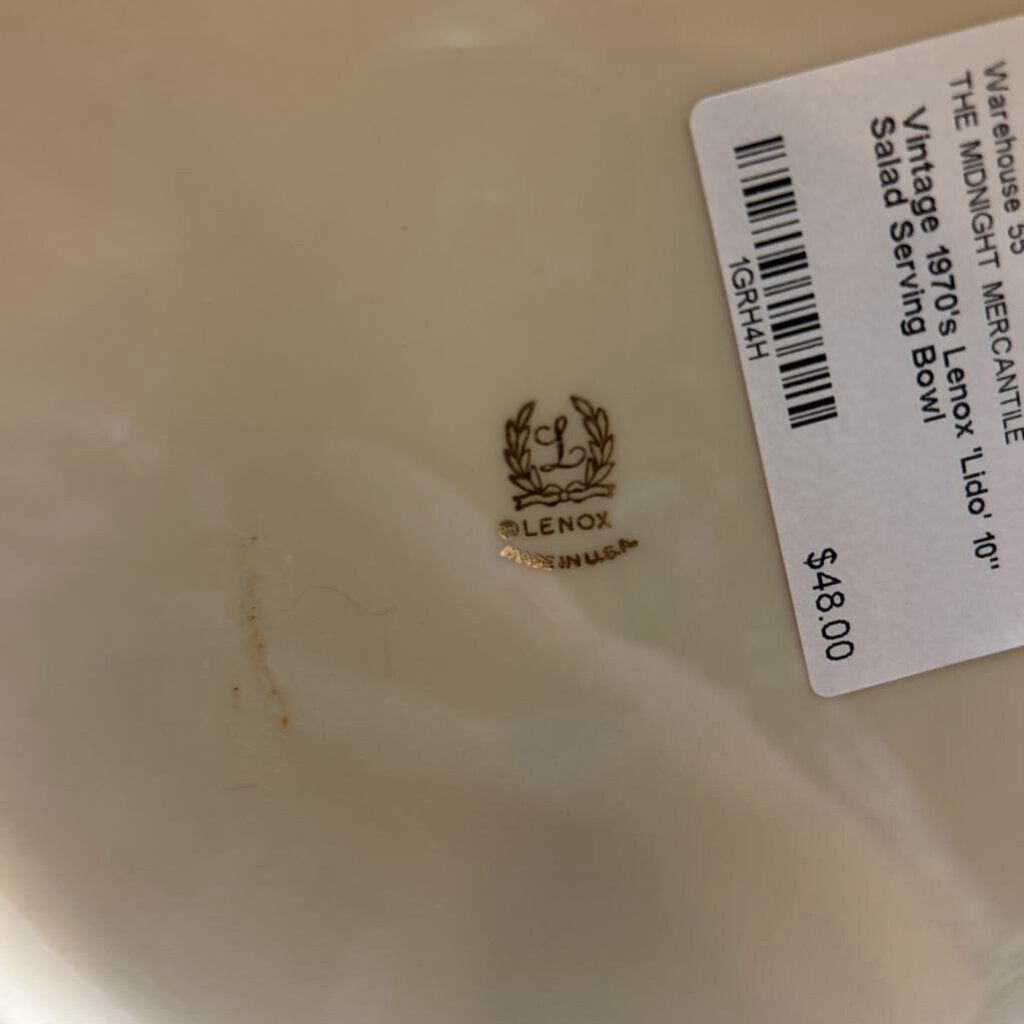 Warehouse 55
THE MIDNIGHT MERCANTILE
Vintage 1970's Lenox 'Lido' 10"
Salad Serving Bowl
1GRH4H
$48.00
L
©LENOX
MADE IN U.S.A.